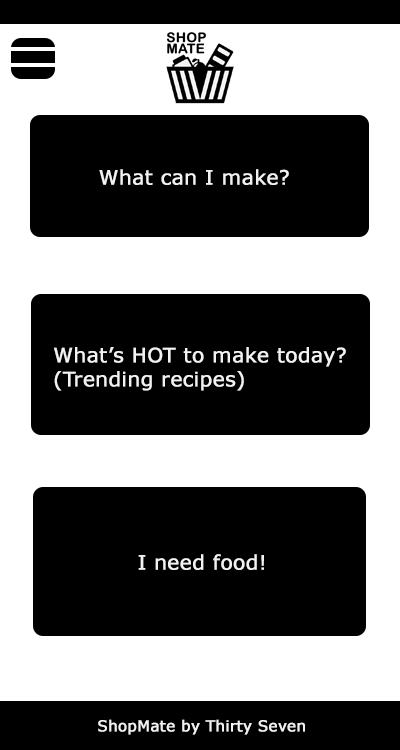 SHOP
MATE
What can I make?
What’s HOT to make today?
(Trending recipes)
I need food!
ShopMate by Thirty Seven